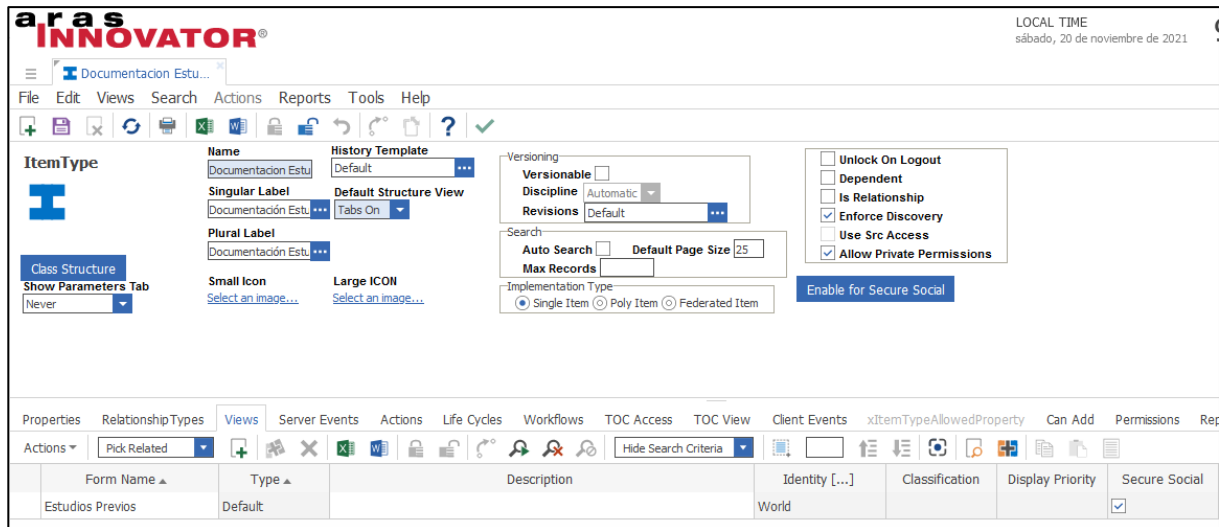 aras
INNOVATOR®
LOCAL TIME
sábado, 20 de noviembre de 2021
Documentacion Estu...
File Edit Views Search Actions Reports Tools Help
ItemType
Name
Documentacion Estu
History Template
Default
Singular Label
Documentación Estu
Default Structure View
Tabs On
Plural Label
Documentación Estu
Class Structure
Show Parameters Tab
Never
Small Icon
Select an image...
Large ICON
Select an image...
Versioning
Versionable
Discipline Automatic
Revisions Default
Search
Auto Search Default Page Size 25
Max Records
Implementation Type
Single Item Poly Item Federated Item
Unlock On Logout
Dependent
Is Relationship
Enforce Discovery
Use Src Access
Allow Private Permissions
Enable for Secure Social
Properties RelationshipTypes Views Server Events Actions Life Cycles Workflows TOC Access TOC View Client Events xItemTypeAllowedProperty Can Add Permissions Rep
Actions Pick Related Hide Search Criteria
Form Name Type Description Identity [...] Classification Display Priority Secure Social
Estudios Previos Default World